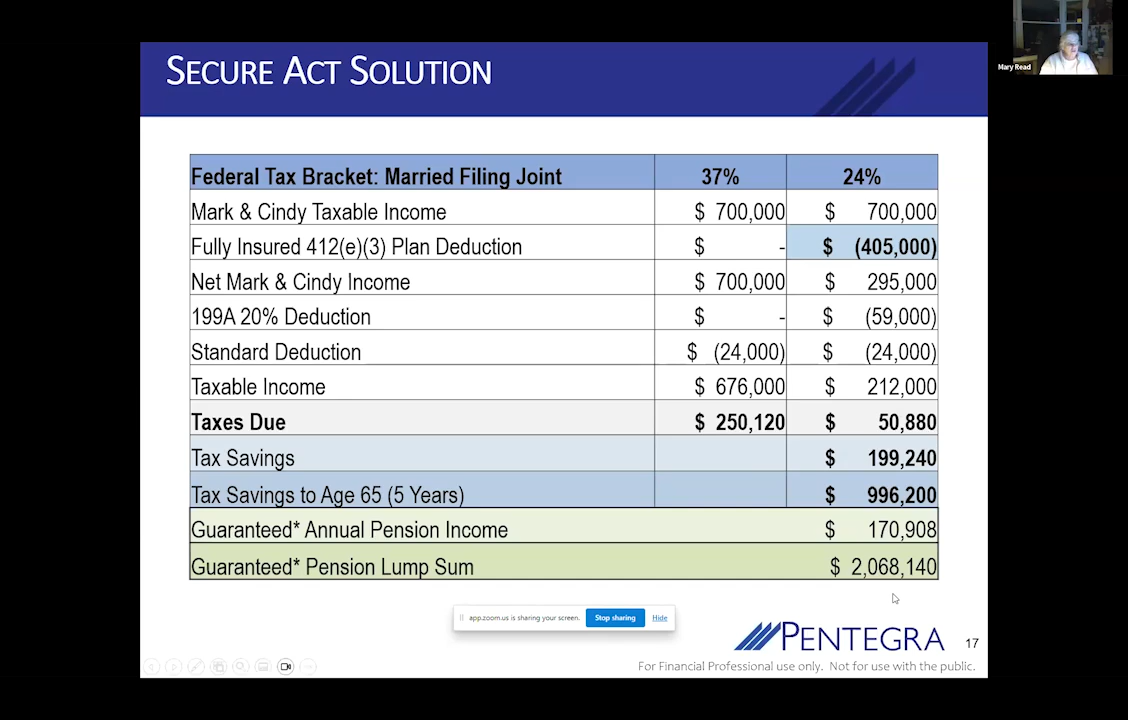 Mary Read
SECURE ACT SOLUTION
Federal Tax Bracket: Married Filing Joint 37% 24%
Mark & Cindy Taxable Income $ 700,000 $ 700,000
Fully Insured 412(e)(3) Plan Deduction $ - $ (405,000)
Net Mark & Cindy Income $ 700,000 $ 295,000
199A 20% Deduction $ - $ (59,000)
Standard Deduction $ (24,000) $ (24,000)
Taxable Income $ 676,000 $ 212,000
Taxes Due $ 250,120 $ 50,880
Tax Savings $ 199,240
Tax Savings to Age 65 (5 Years) $ 996,200
Guaranteed* Annual Pension Income $ 170,908
Guaranteed* Pension Lump Sum $ 2,068,140
app.zoom.us is sharing your screen. Stop sharing Hide
PENTEGRA 17
For Financial Professional use only. Not for use with the public.